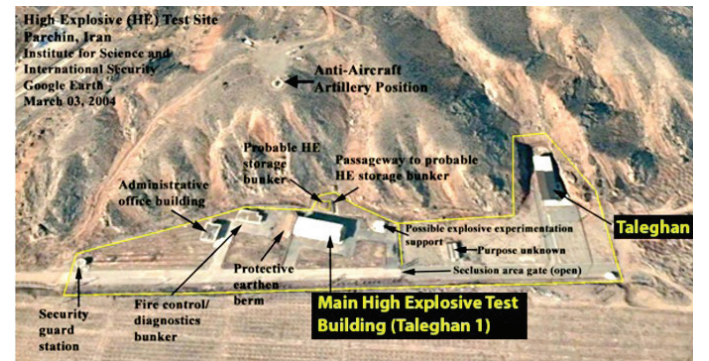 High Explosive (HE) Test Site
Parchin, Iran
Institute for Science and
International Security
Google Earth
March 03, 2004
Anti-Aircraft
Artillery Position
Probable HE
storage
bunker
Passageway to probable
HE storage bunker
Administrative
office building
Taleghan
Possible explosive experimentation
support
Purpose unknown
Seclusion area gate (open)
Protective
earthen
berm
Main High Explosive Test
Building (Taleghan 1)
Fire control/
diagnostics
bunker
Security
guard
station